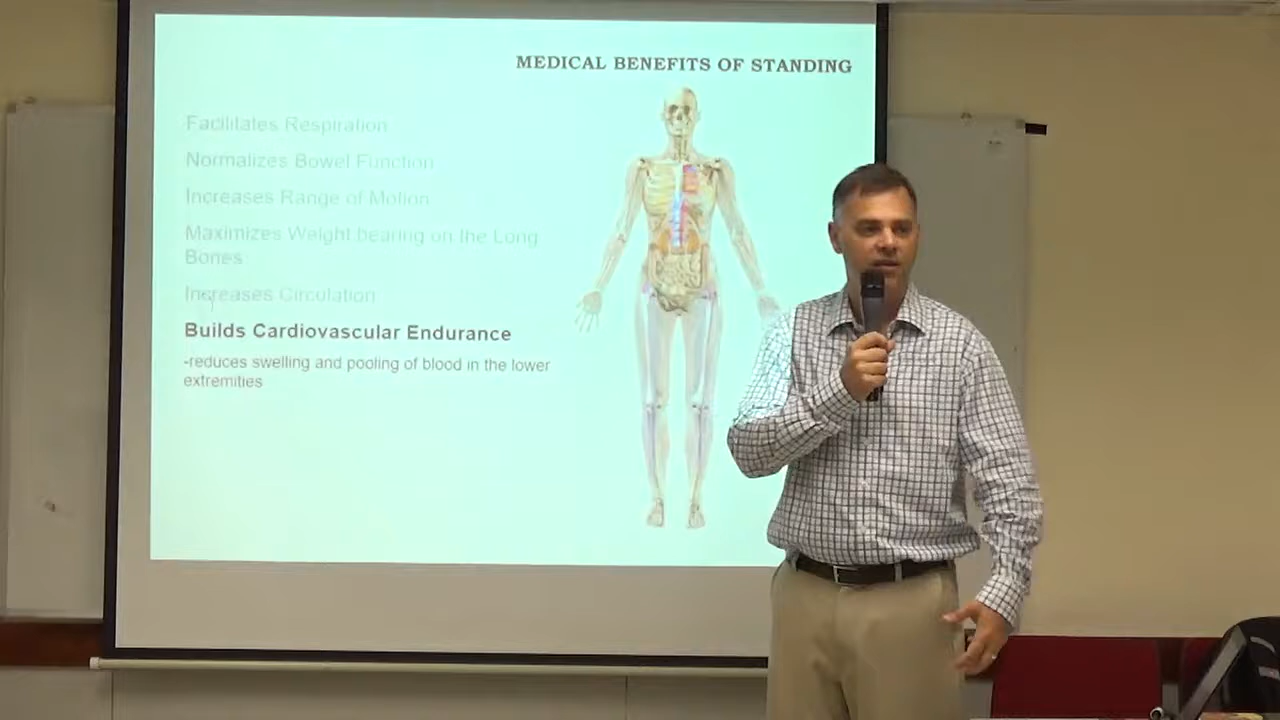 MEDICAL BENEFITS OF STANDING
Facilitates Respiration
Normalizes Bowel Function
Increases Range of Motion
Maximizes Weight bearing on the Long
Bones
Increases Circulation
Builds Cardiovascular Endurance
-reduces swelling and pooling of blood in the lower
extremities